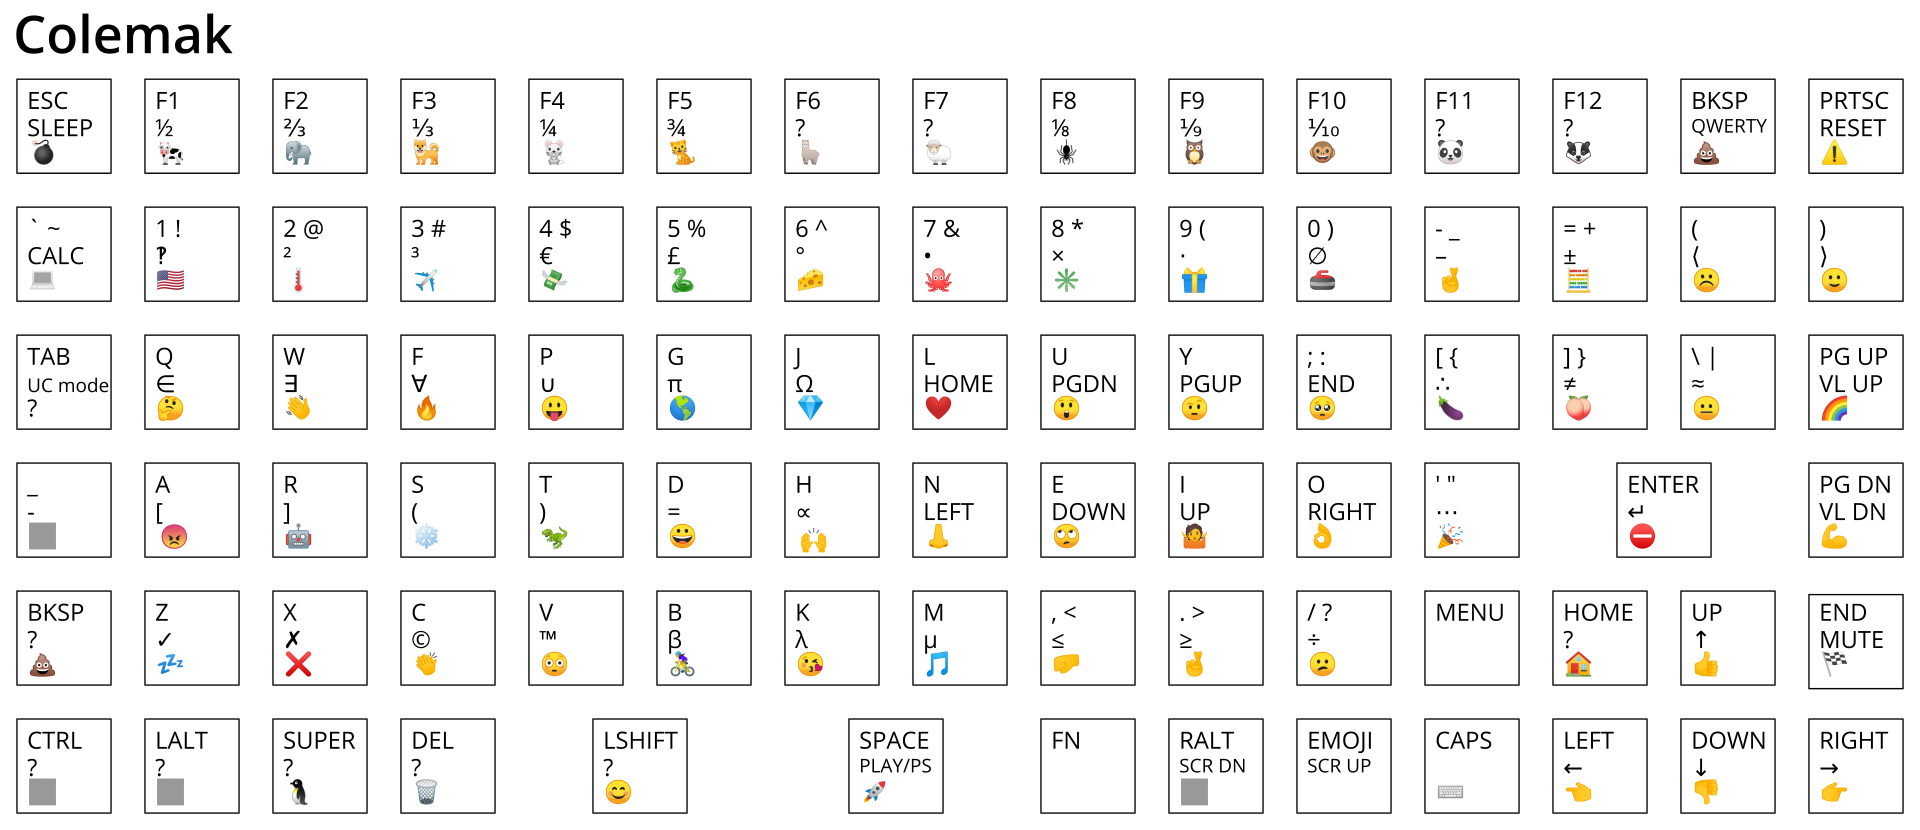 Colemak
ESC F1 F2 F3 F4 F5 F6 F7 F8 F9 F10 F11 F12 BKSP PRTSC
SLEEP ½ ⅔ ⅓ ¼ ¾ ? ? ⅛ ⅑ ⅒ ? ? QWERTY RESET
💣 🐄 🐘 🐕 🐁 🐆 🦙 🐑 🕷 🦉 🐵 🐼 🦡 💩 ⚠️
` ~ 1 ! 2 @ 3 # 4 $ 5 % 6 ^ 7 & 8 * 9 ( 0 ) - _ = + ( )
CALC ‽ ² ³ € £ ° • × · ∅ – ± ⟨ ⟩
💻 🇺🇸 🌡 ✈️ 💸 🐍 🧀 🐙 ✳ 🎁 🥌 🤞 🧮 🙁 🙂
TAB Q W F P G J L U Y ; : [ { ] } \ | PG UP
UC mode ∈ ∃ ∀ ∪ π Ω HOME PGDN PGUP END ∴ ≠ ≈ VL UP
? 🤔 👋 🔥 😛 🌎 💎 ❤️ 😲 🤨 🥺 🍆 🍑 😐 🌈
_ A R S T D H N E I O ' " ENTER PG DN
- [ ] ( ) = ∝ LEFT DOWN UP RIGHT … ↵ VL DN
😡 🤖 ❄️ 🦖 😀 🙌 👃 🙄 🤷 👌 🎉 ⛔ 💪
BKSP Z X C V B K M , < . > / ? MENU HOME UP END
? ✓ ✗ © ™ β λ µ ≤ ≥ ÷ ? ↑ MUTE
💩 💤 ❌ 👏 😳 🚴 😘 🎵 🤛 🤞 😕 🏠 👍 🏁
CTRL LALT SUPER DEL LSHIFT SPACE FN RALT EMOJI CAPS LEFT DOWN RIGHT
? ? ? ? ? PLAY/PS SCR DN SCR UP ← ↓ →
🐧 🗑 😊 🚀 ⌨ 👈 👎 👉